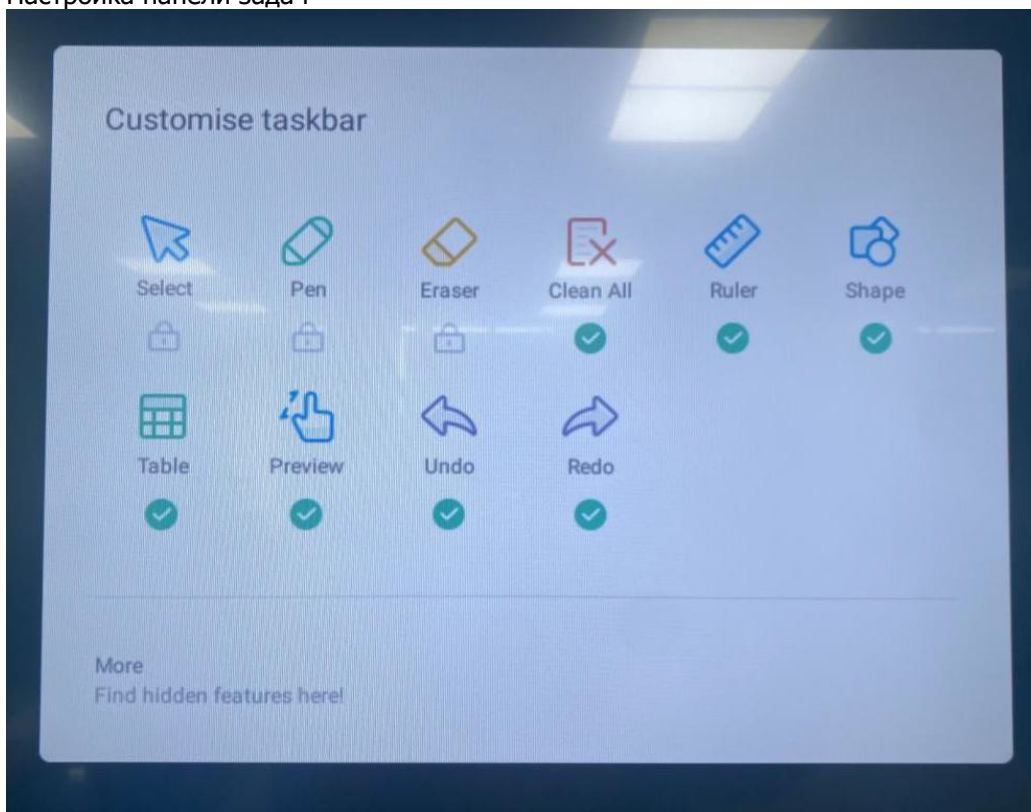 Настройка панели задач
Customise taskbar
Select Pen Eraser Clean All Ruler Shape
Table Preview Undo Redo
More
Find hidden features here!